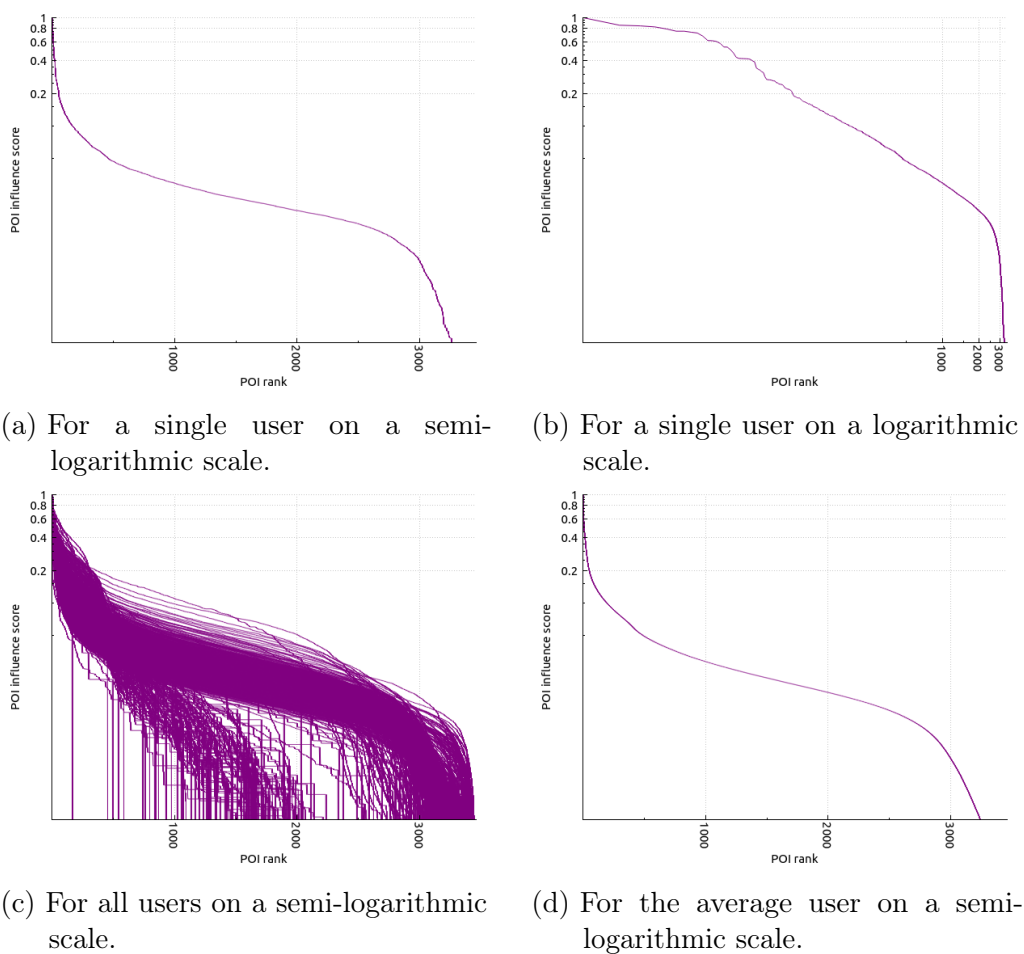 1
0.8
0.6
0.4
0.2
POI influence score
1000
2000
3000
POI rank
(a) For a single user on a semi-
logarithmic scale.
1
0.8
0.6
0.4
0.2
POI influence score
1000
2000
3000
POI rank
(b) For a single user on a logarithmic
scale.
1
0.8
0.6
0.4
0.2
POI influence score
1000
2000
3000
POI rank
(c) For all users on a semi-logarithmic
scale.
1
0.8
0.6
0.4
0.2
POI influence score
1000
2000
3000
POI rank
(d) For the average user on a semi-
logarithmic scale.